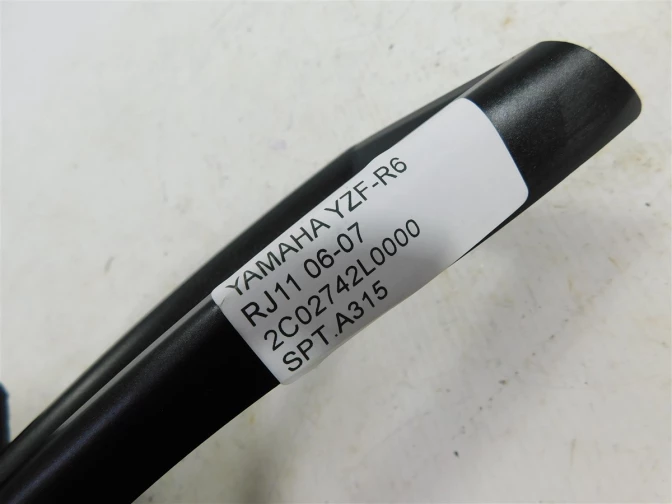 YAMAHA YZF-R6
RJ11 06-07
2C02742L0000
SPT.A315